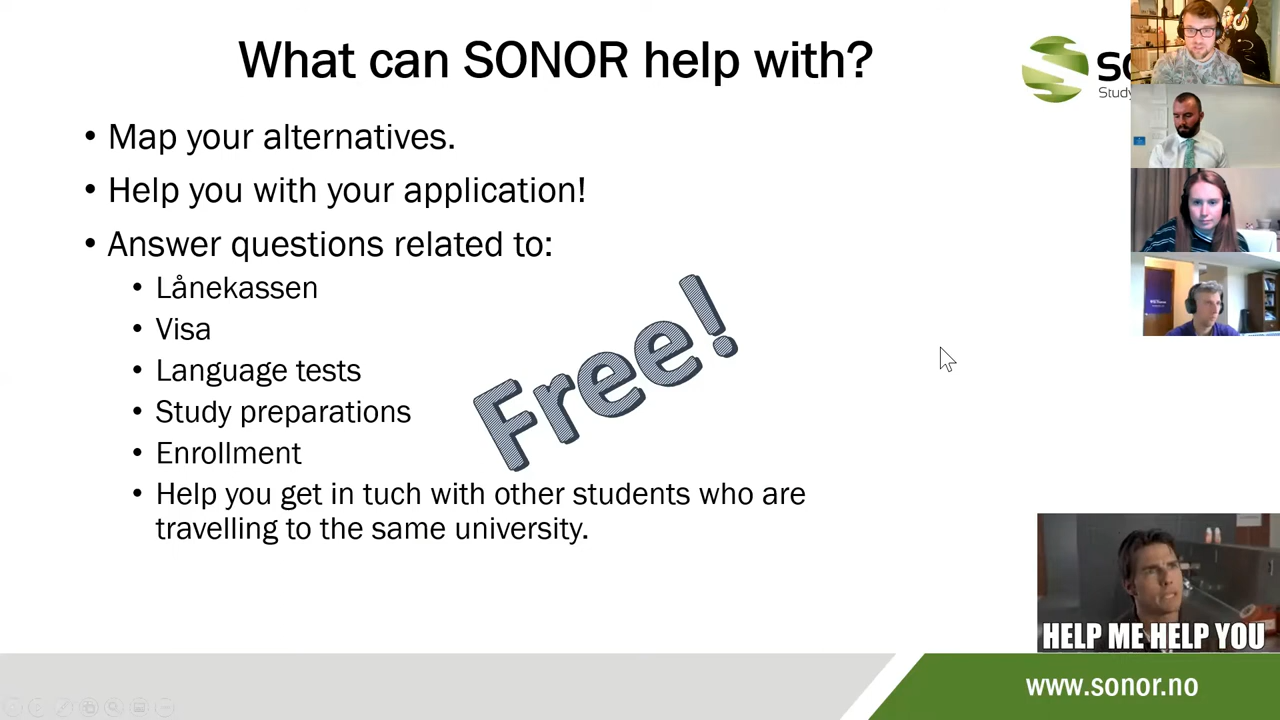 What can SONOR help with?
• Map your alternatives.
• Help you with your application!
• Answer questions related to:
• Lånekassen
• Visa
• Language tests
• Study preparations
• Enrollment
• Help you get in tuch with other students who are
travelling to the same university.
Free!
Study
HELP ME HELP YOU
www.sonor.no